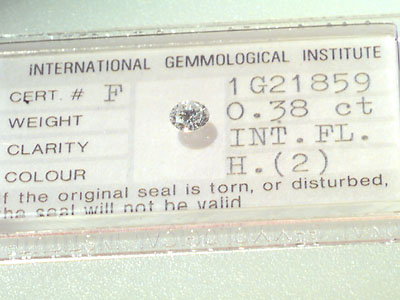 INTERNATIONAL GEMMOLOGICAL INSTITUTE
CERT. # F 1G21859
WEIGHT 0.38 ct
CLARITY INT.FL.
COLOUR H.(2)
If the original seal is torn, or disturbed,
the seal will not be valid